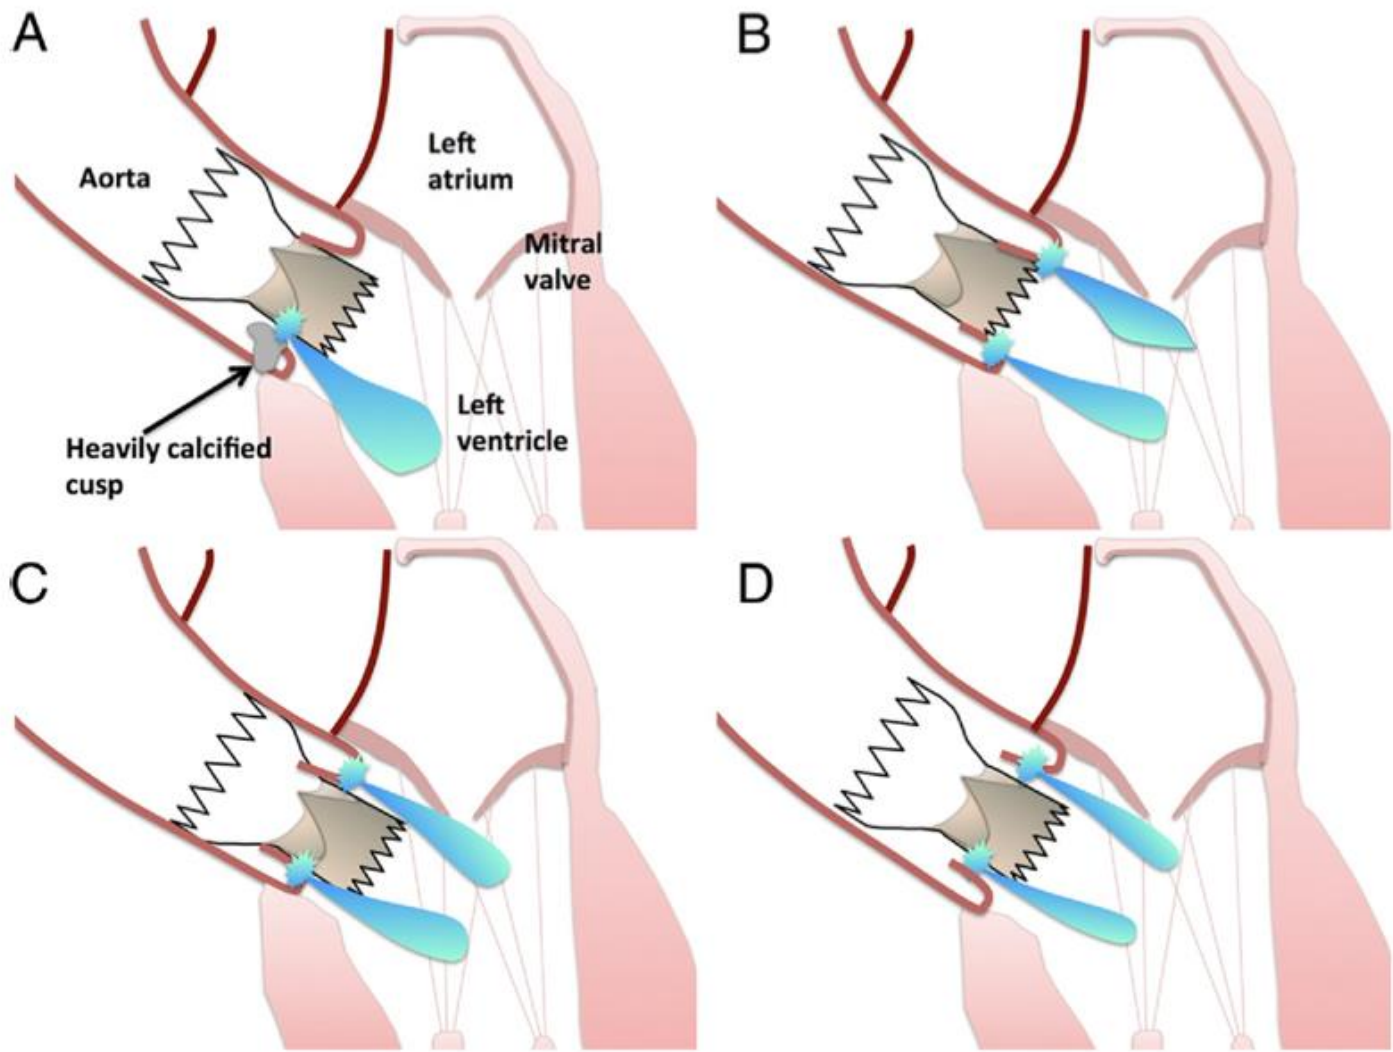 A
B
Left
atrium
Aorta
Mitral
valve
Left
ventricle
Heavily calcified
cusp
C
D